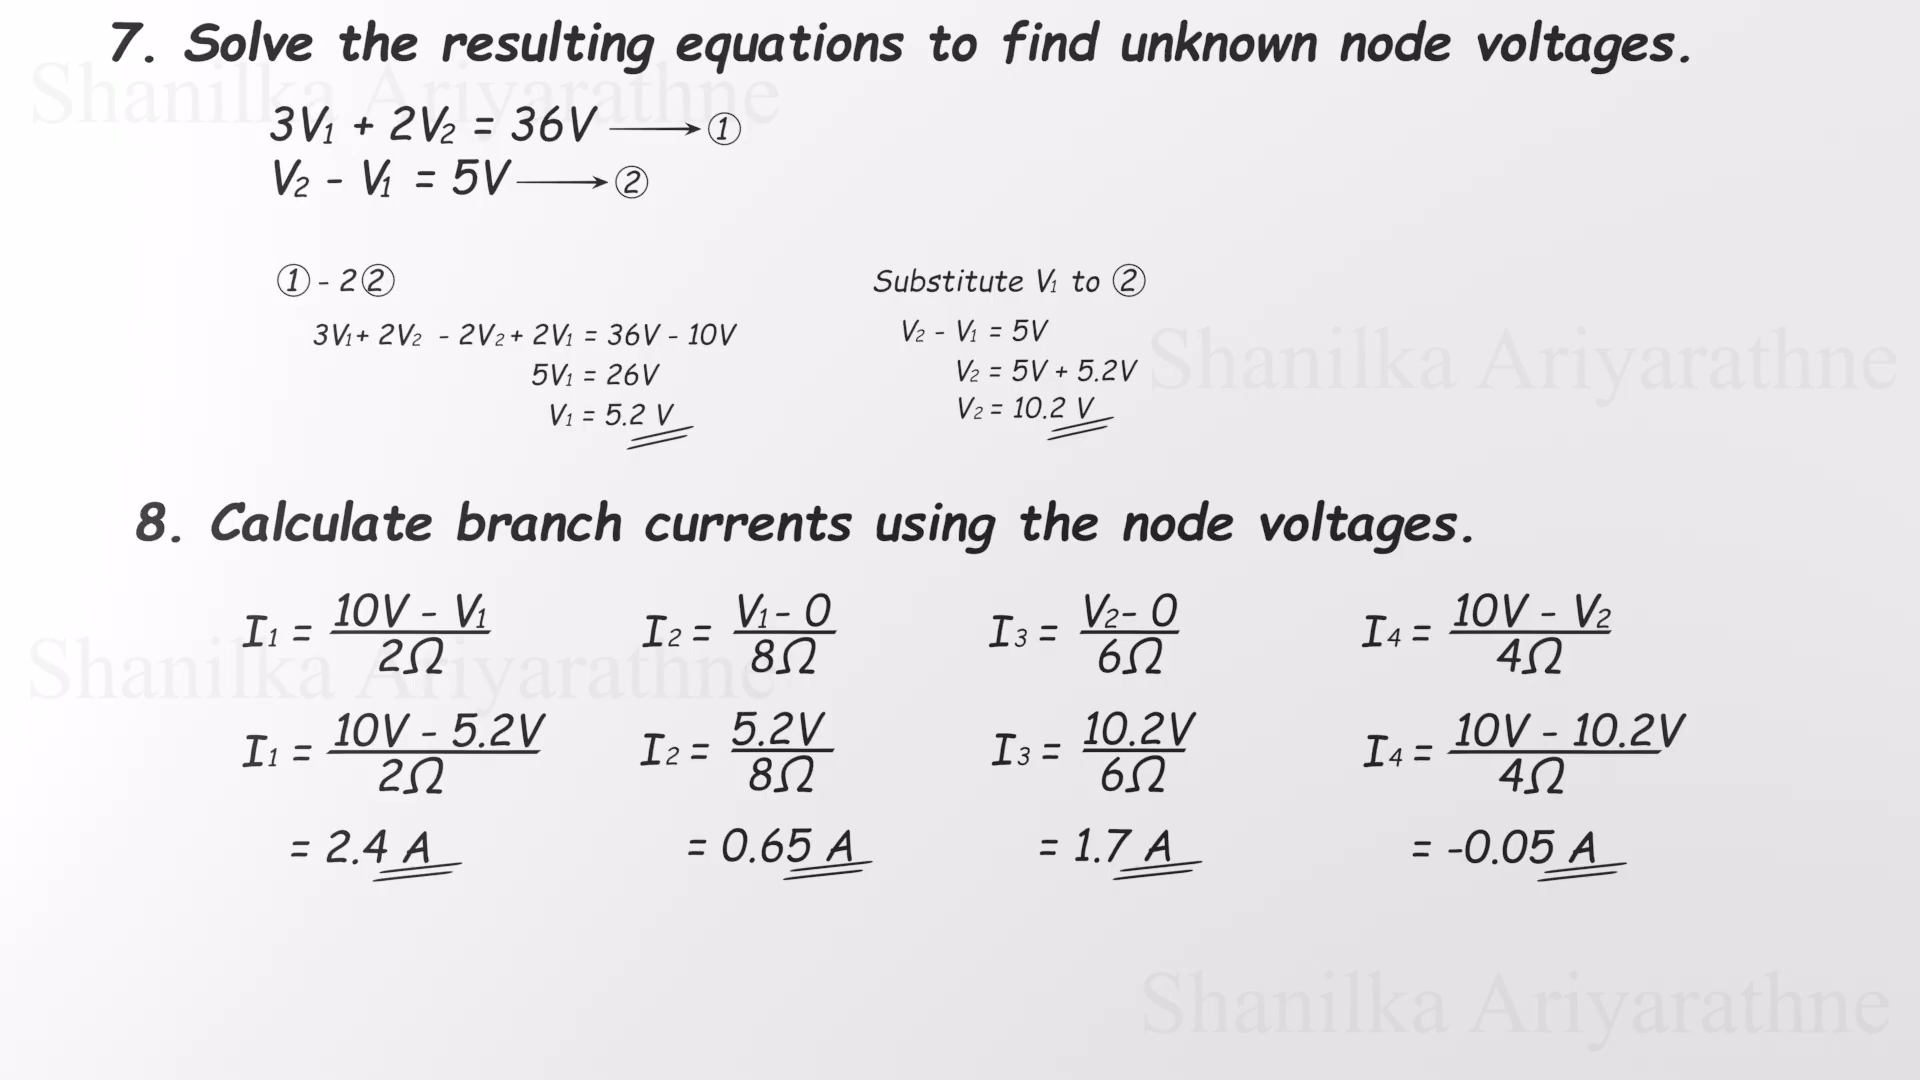 7. Solve the resulting equations to find unknown node voltages.
Shanilka Ariyarathne
3V₁ + 2V₂ = 36V ⟶ ①
V₂ - V₁ = 5V ⟶ ②
① - 2②
3V₁ + 2V₂ - 2V₂ + 2V₁ = 36V - 10V
5V₁ = 26V
V₁ = 5.2 V
Substitute V₁ to ②
V₂ - V₁ = 5V
V₂ = 5V + 5.2V
V₂ = 10.2 V
Shanilka Ariyarathne
8. Calculate branch currents using the node voltages.
I₁ = (10V - V₁) / 2Ω
I₁ = (10V - 5.2V) / 2Ω
= 2.4 A
I₂ = (V₁ - 0) / 8Ω
I₂ = 5.2V / 8Ω
= 0.65 A
I₃ = (V₂ - 0) / 6Ω
I₃ = 10.2V / 6Ω
= 1.7 A
I₄ = (10V - V₂) / 4Ω
I₄ = (10V - 10.2V) / 4Ω
= -0.05 A
Shanilka Ariyarathne
Shanilka Ariyarathne